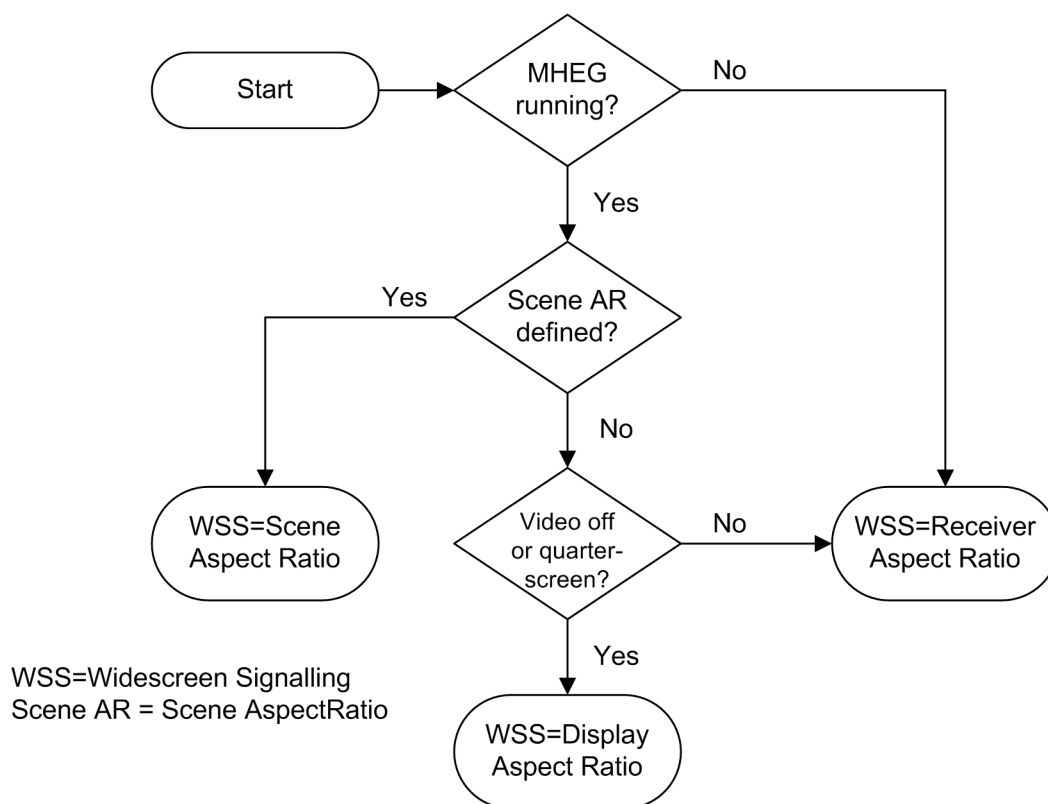 Start
MHEG
running?
No
Yes
Yes
Scene AR
defined?
No
WSS=Scene
Aspect Ratio
Video off
or quarter-
screen?
No
WSS=Receiver
Aspect Ratio
Yes
WSS=Widescreen Signalling
Scene AR = Scene AspectRatio
WSS=Display
Aspect Ratio